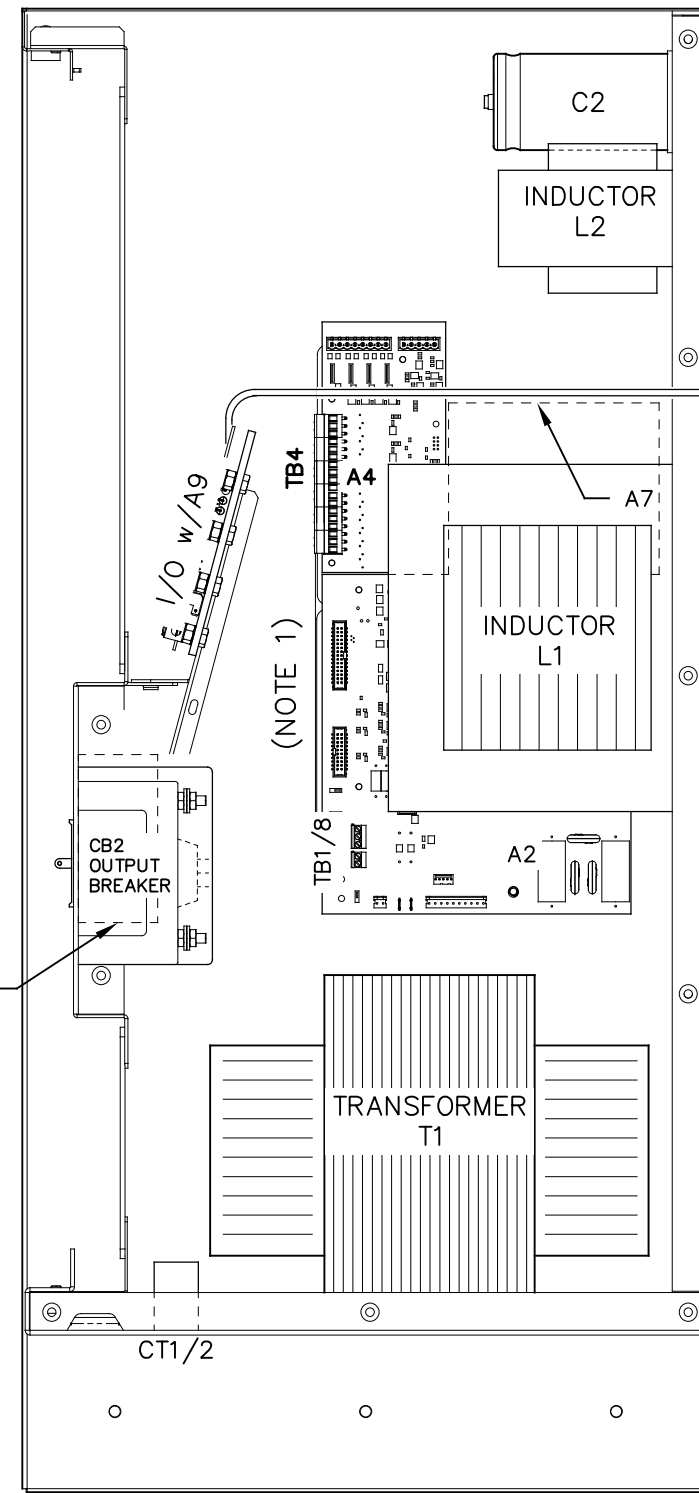 C2
INDUCTOR
L2
TB4
A4
A7
I/O w/A9
INDUCTOR
L1
(NOTE 1)
CB2
OUTPUT
BREAKER
TB1/8
A2
TRANSFORMER
T1
CT1/2